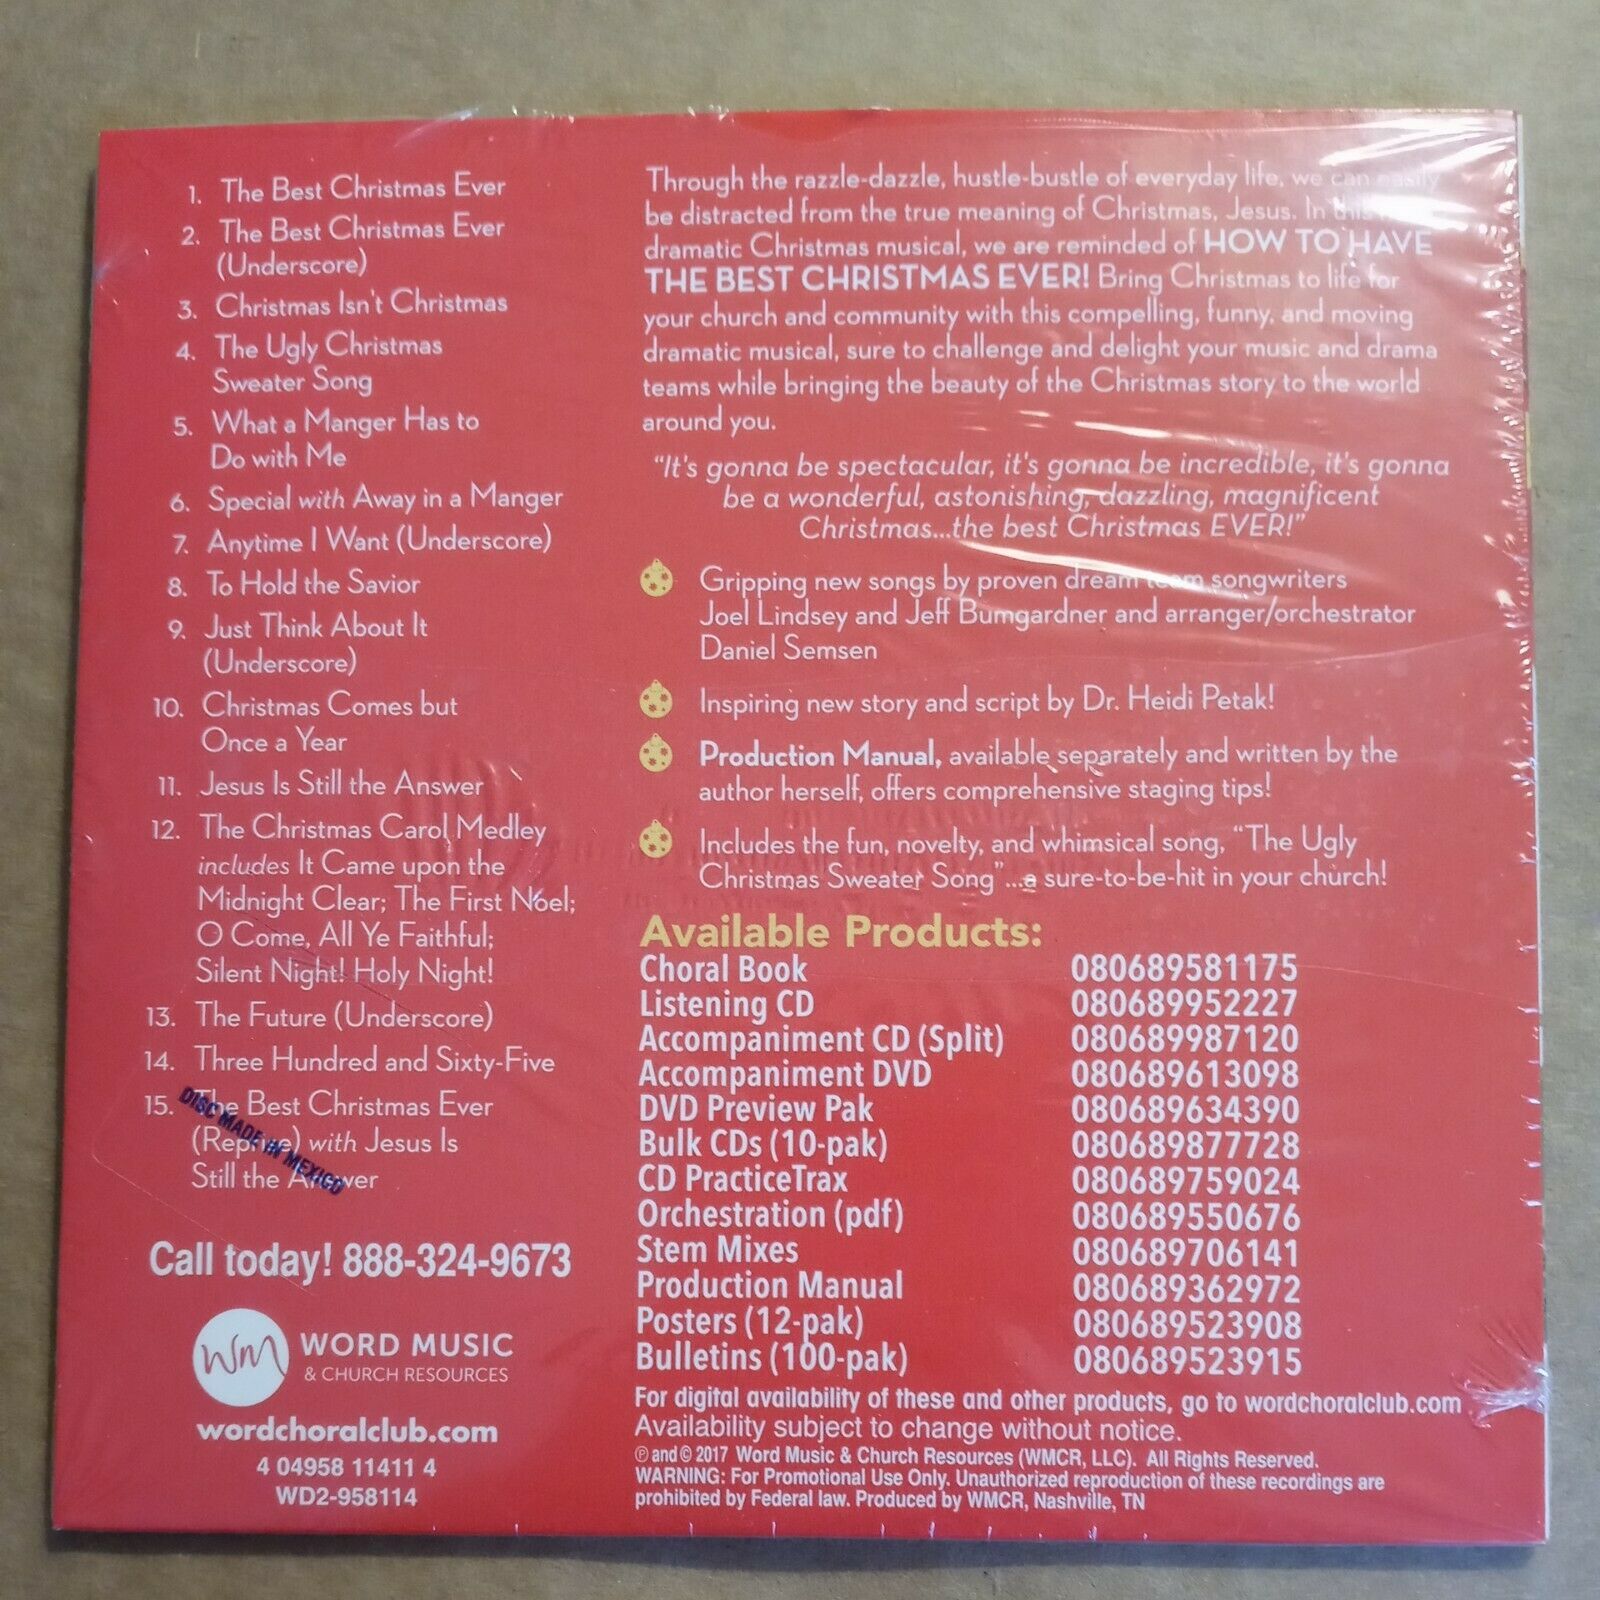 1. The Best Christmas Ever
2. The Best Christmas Ever
(Underscore)
3. Christmas Isn't Christmas
4. The Ugly Christmas
Sweater Song
5. What a Manger Has to
Do with Me
6. Special with Away in a Manger
7. Anytime I Want (Underscore)
8. To Hold the Savior
9. Just Think About It
(Underscore)
10. Christmas Comes but
Once a Year
11. Jesus Is Still the Answer
12. The Christmas Carol Medley
includes It Came upon the
Midnight Clear; The First Noel;
O Come, All Ye Faithful;
Silent Night! Holy Night!
13. The Future (Underscore)
14. Three Hundred and Sixty-Five
15. The Best Christmas Ever
(Reprise) with Jesus Is
Still the Answer
DISC MADE IN MEXICO
Call today! 888-324-9673
wm WORD MUSIC
& CHURCH RESOURCES
wordchoralclub.com
4 04958 11411 4
WD2-958114
Through the razzle-dazzle, hustle-bustle of everyday life, we can easily
be distracted from the true meaning of Christmas, Jesus. In this
dramatic Christmas musical, we are reminded of HOW TO HAVE
THE BEST CHRISTMAS EVER! Bring Christmas to life for
your church and community with this compelling, funny, and moving
dramatic musical, sure to challenge and delight your music and drama
teams while bringing the beauty of the Christmas story to the world
around you.
“It's gonna be spectacular, it's gonna be incredible, it's gonna
be a wonderful, astonishing, dazzling, magnificent
Christmas...the best Christmas EVER!”
Gripping new songs by proven dream team songwriters
Joel Lindsey and Jeff Bumgardner and arranger/orchestrator
Daniel Semsen
Inspiring new story and script by Dr. Heidi Petak!
Production Manual, available separately and written by the
author herself, offers comprehensive staging tips!
Includes the fun, novelty, and whimsical song, “The Ugly
Christmas Sweater Song”...a sure-to-be-hit in your church!
Available Products:
Choral Book 080689581175
Listening CD 080689952227
Accompaniment CD (Split) 080689987120
Accompaniment DVD 080689613098
DVD Preview Pak 080689634390
Bulk CDs (10-pak) 080689877728
CD PracticeTrax 080689759024
Orchestration (pdf) 080689550676
Stem Mixes 080689706141
Production Manual 080689362972
Posters (12-pak) 080689523908
Bulletins (100-pak) 080689523915
For digital availability of these and other products, go to wordchoralclub.com
Availability subject to change without notice.
℗ and © 2017 Word Music & Church Resources (WMCR, LLC). All Rights Reserved.
WARNING: For Promotional Use Only. Unauthorized reproduction of these recordings are
prohibited by Federal law. Produced by WMCR, Nashville, TN